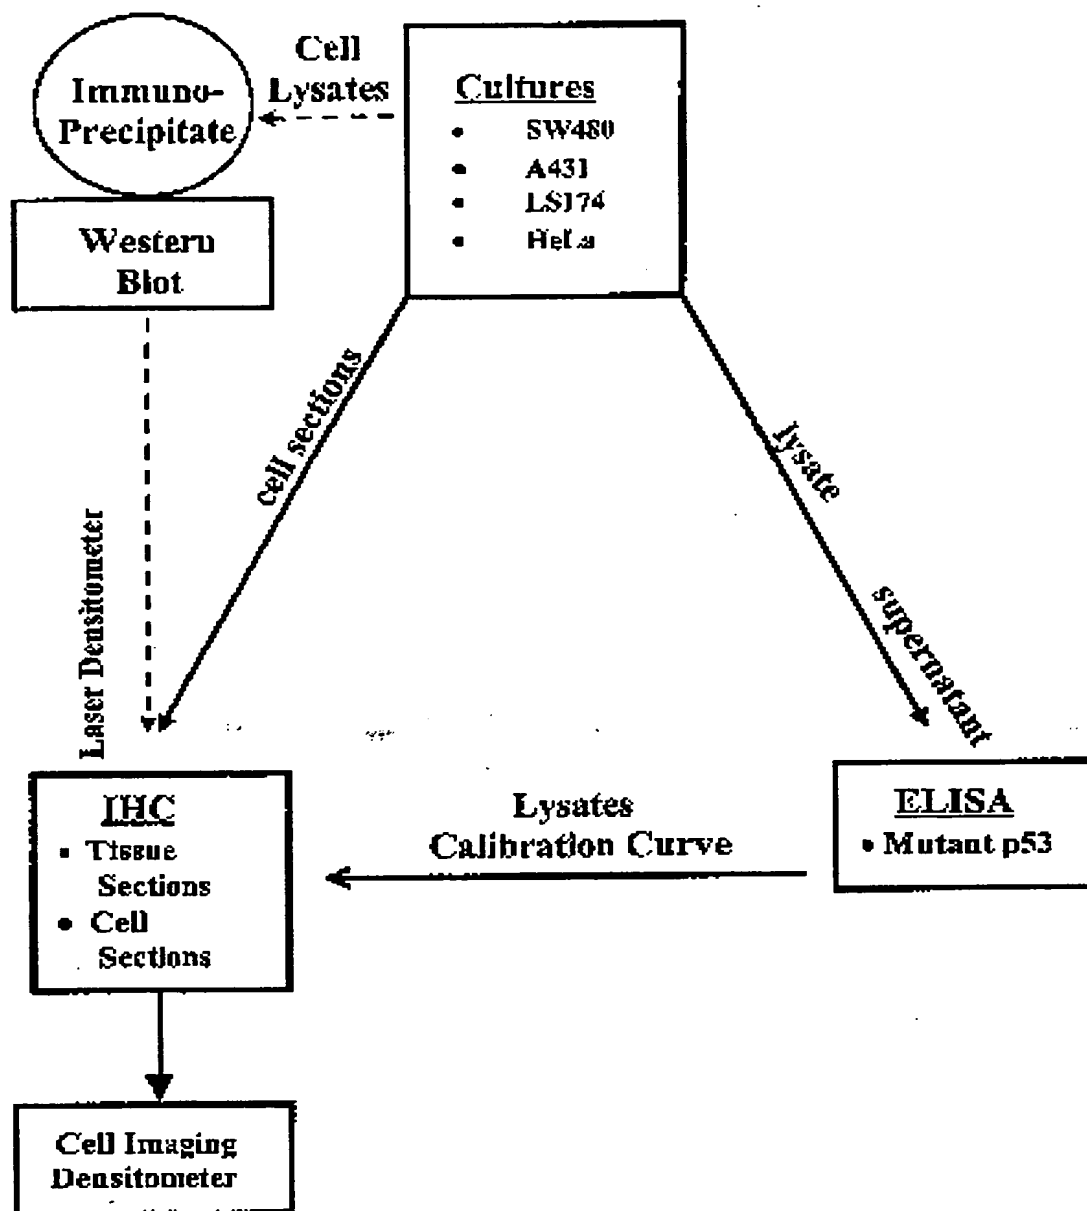 Cell
Lysates
Immuno-
Precipitate
Western
Blot
Cultures
• SW480
• A431
• LS174
• HeLa
cell sections
lysate
supernatant
Laser Densitometer
IHC
▪ Tissue
Sections
• Cell
Sections
Lysates
Calibration Curve
ELISA
• Mutant p53
Cell Imaging
Densitometer